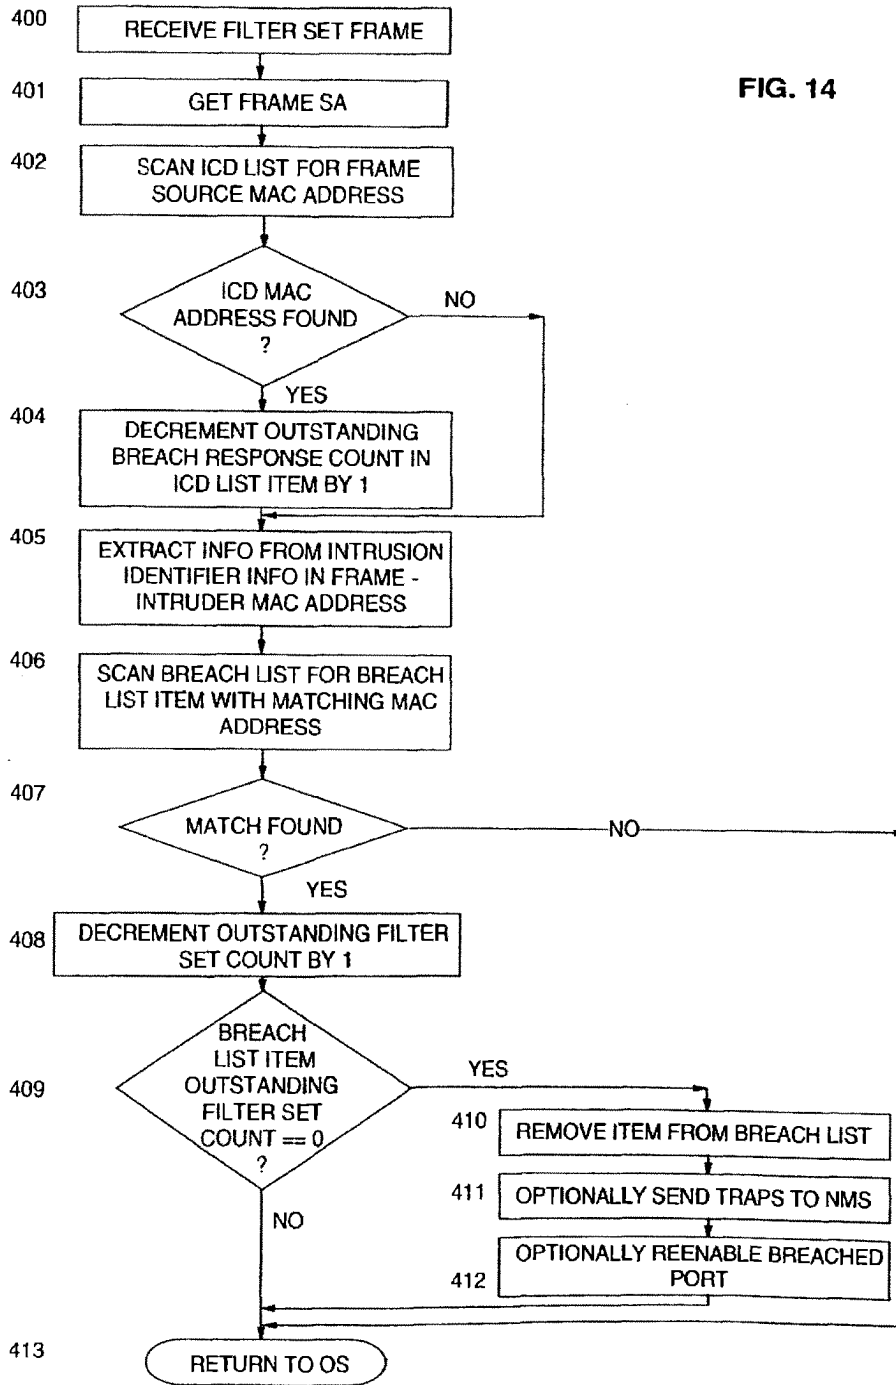 400
RECEIVE FILTER SET FRAME
FIG. 14
401
GET FRAME SA
402
SCAN ICD LIST FOR FRAME
SOURCE MAC ADDRESS
403
ICD MAC
ADDRESS FOUND
?
NO
YES
404
DECREMENT OUTSTANDING
BREACH RESPONSE COUNT IN
ICD LIST ITEM BY 1
405
EXTRACT INFO FROM INTRUSION
IDENTIFIER INFO IN FRAME -
INTRUDER MAC ADDRESS
406
SCAN BREACH LIST FOR BREACH
LIST ITEM WITH MATCHING MAC
ADDRESS
407
MATCH FOUND
?
NO
YES
408
DECREMENT OUTSTANDING FILTER
SET COUNT BY 1
409
BREACH
LIST ITEM
OUTSTANDING
FILTER SET
COUNT == 0
?
YES
NO
410
REMOVE ITEM FROM BREACH LIST
411
OPTIONALLY SEND TRAPS TO NMS
412
OPTIONALLY REENABLE BREACHED
PORT
413
RETURN TO OS